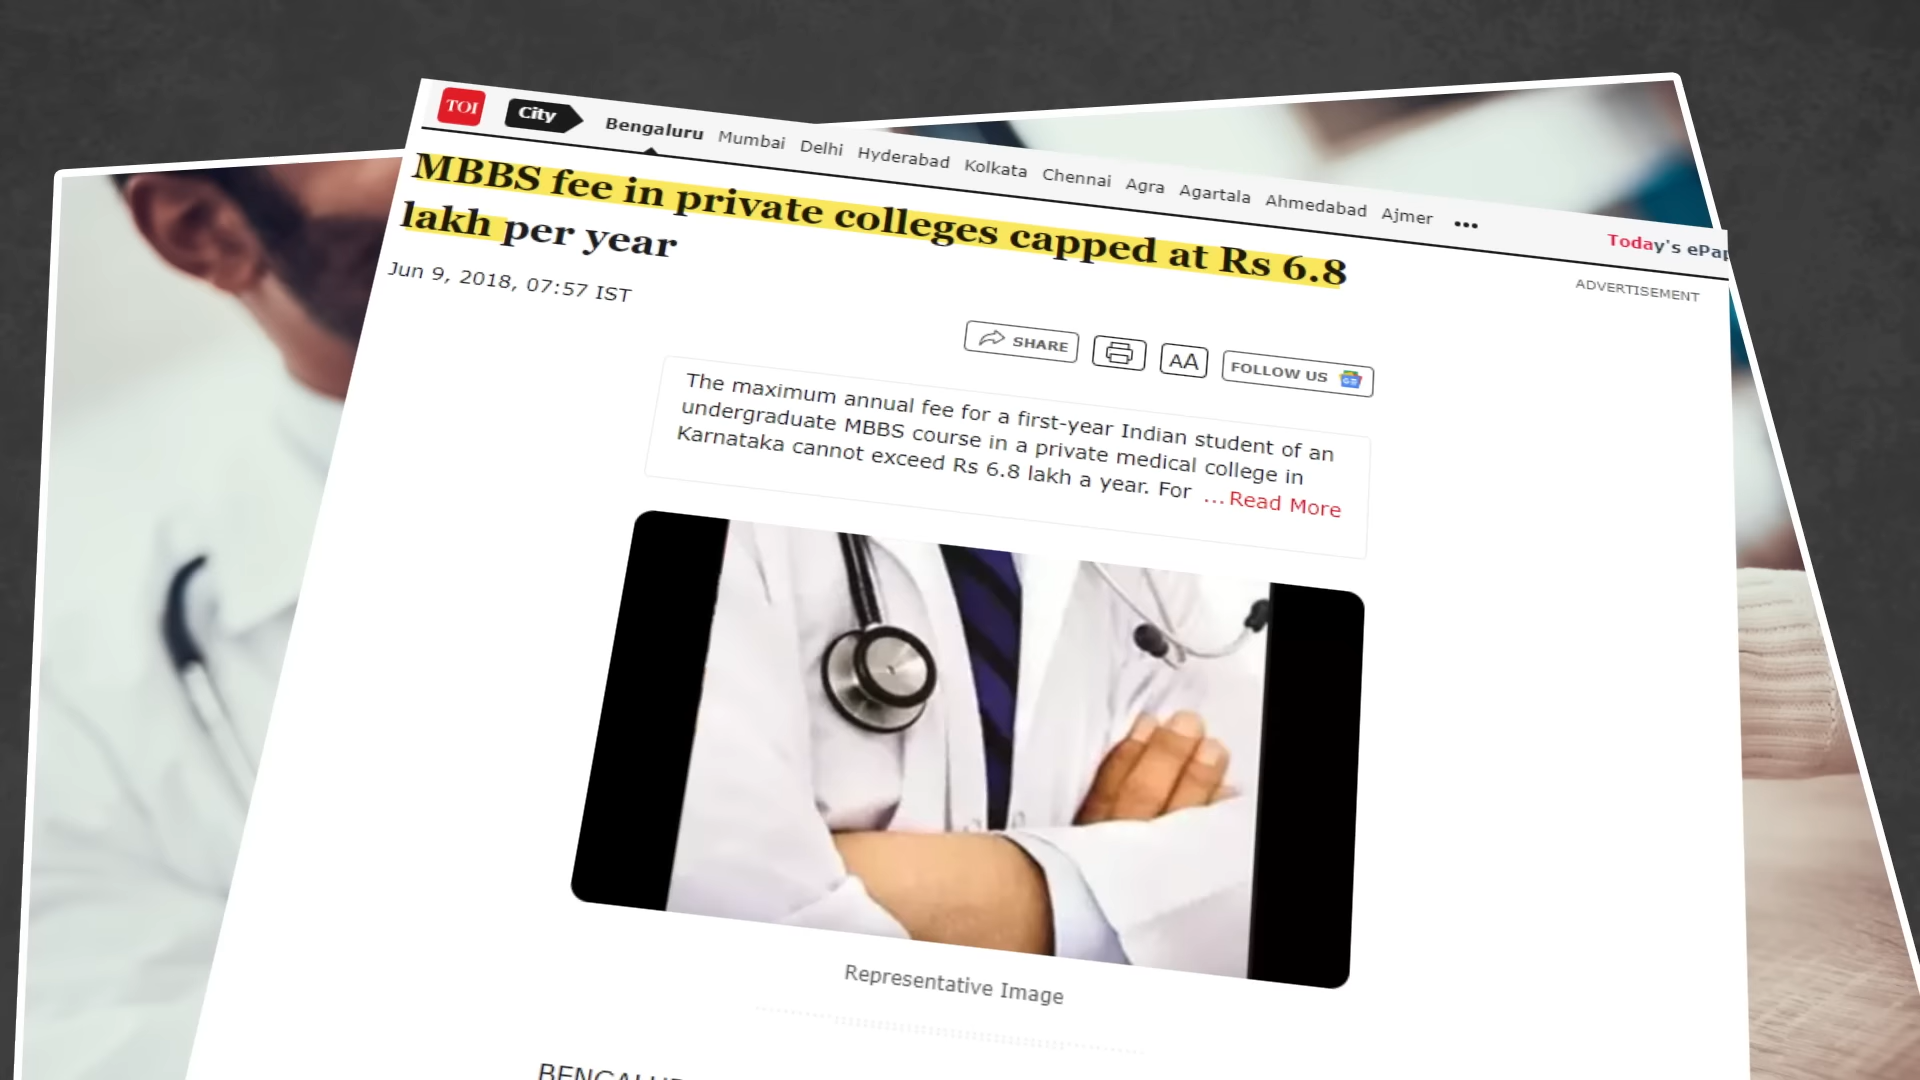 TOI
City
Bengaluru Mumbai Delhi Hyderabad Kolkata Chennai Agra Agartala Ahmedabad Ajmer •••
Today's
MBBS fee in private colleges capped at Rs 6.8
lakh per year
Jun 9, 2018, 07:57 IST
ADVERTISEMENT
SHARE
AA
FOLLOW US
The maximum annual fee for a first-year Indian student of an
undergraduate MBBS course in a private medical college in
Karnataka cannot exceed Rs 6.8 lakh a year. For ... Read More
Representative Image